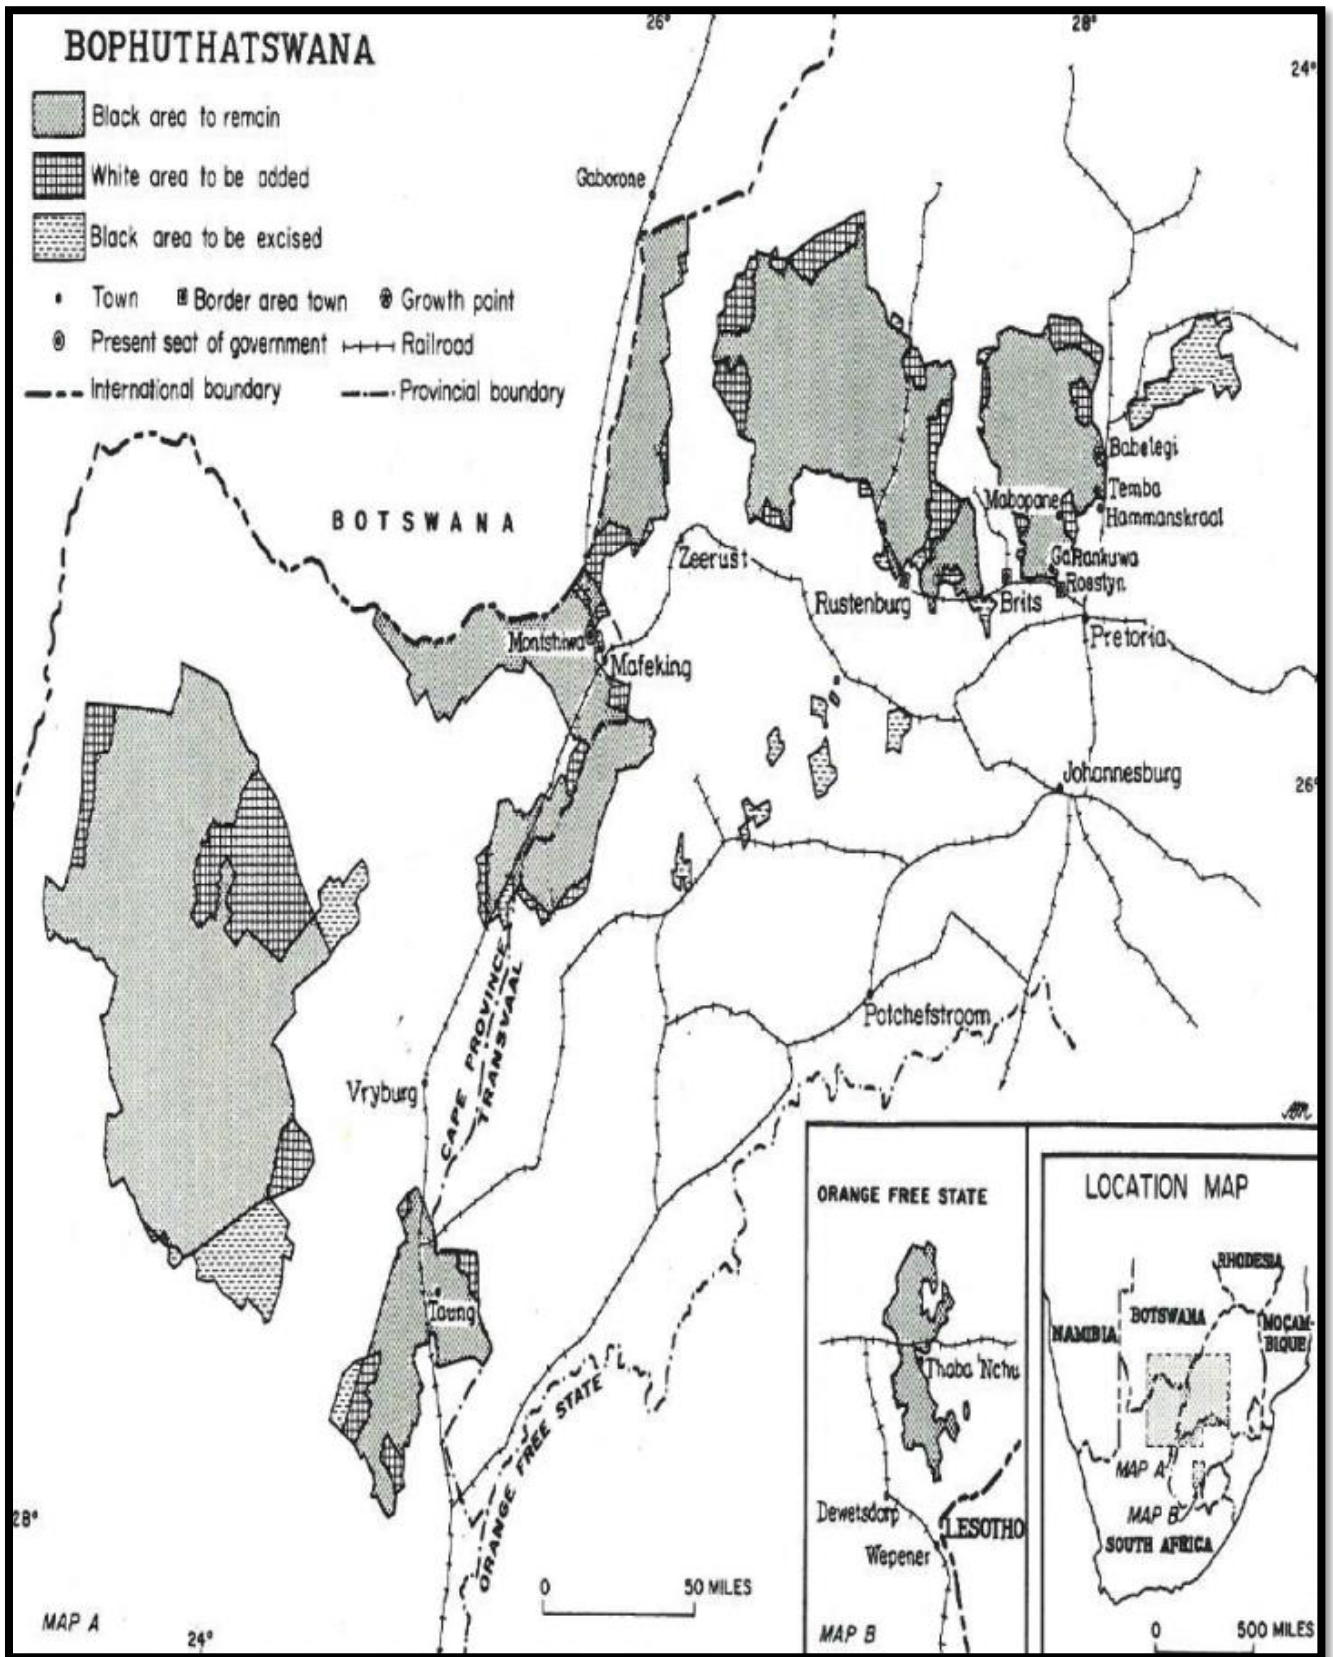 26°
28°
24°
BOPHUTHATSWANA
Black area to remain
White area to be added
Black area to be excised
Town
Border area town
Growth point
Present seat of government
Railroad
International boundary
Provincial boundary
Gaborone
BOTSWANA
Zeerust
Babelegi
Temba
Mabopane
Hammanskraal
GaRankuwa
Rosslyn
Rustenburg
Brits
Pretoria
Montshiwa
Mafeking
Johannesburg
26°
Potchefstroom
CAPE PROVINCE
TRANSVAAL
Vryburg
Taung
ORANGE FREE STATE
28°
0 50 MILES
MAP A
24°
ORANGE FREE STATE
Thaba 'Nchu
Dewetsdorp
LESOTHO
Wepener
MAP B
LOCATION MAP
RHODESIA
BOTSWANA
NAMIBIA
MOÇAM-
BIQUE
MAP A
MAP B
SOUTH AFRICA
0 500 MILES